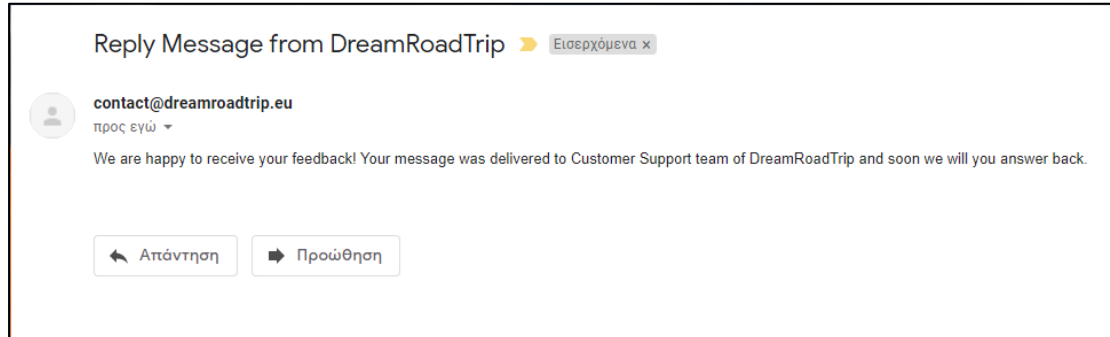 Reply Message from DreamRoadTrip Εισερχόμενα x
contact@dreamroadtrip.eu
προς εγώ
We are happy to receive your feedback! Your message was delivered to Customer Support team of DreamRoadTrip and soon we will you answer back.
Απάντηση Προώθηση